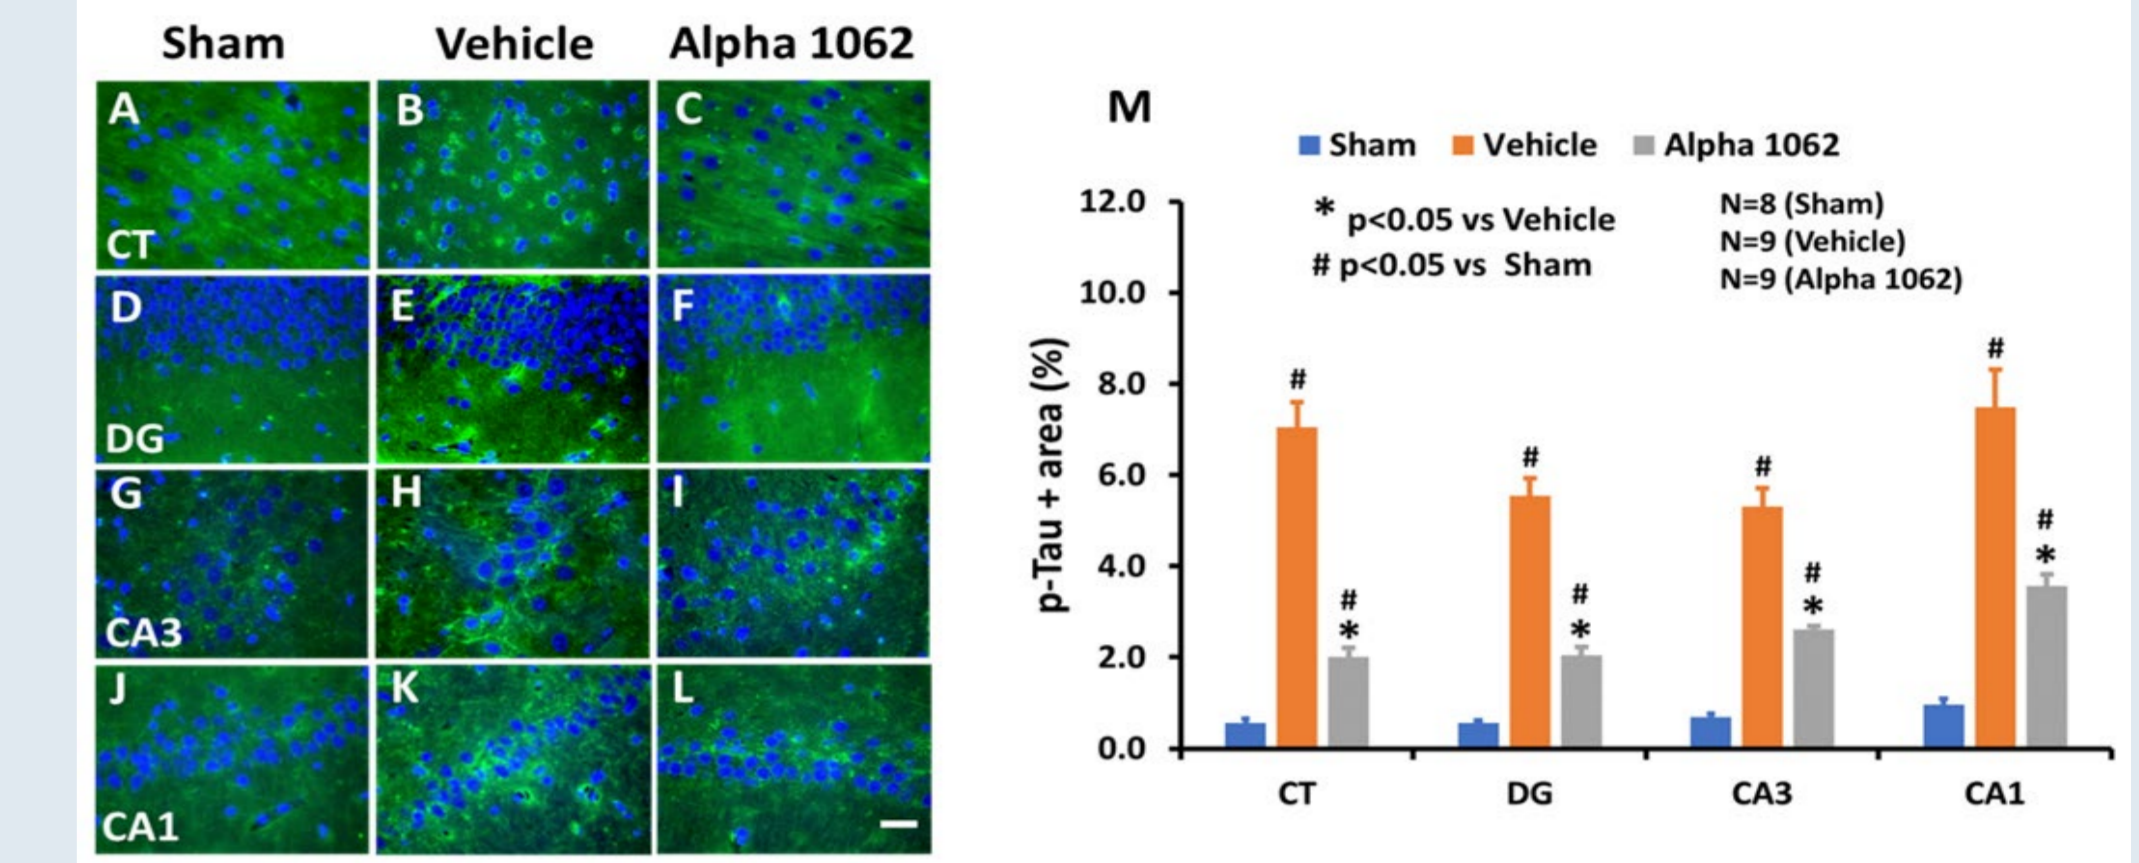 Sham Vehicle Alpha 1062
A B C
CT
D E F
DG
G H I
CA3
J K L
CA1
M
Sham Vehicle Alpha 1062
* p<0.05 vs Vehicle
# p<0.05 vs Sham
N=8 (Sham)
N=9 (Vehicle)
N=9 (Alpha 1062)
p-Tau + area (%)
12.0
10.0
8.0
6.0
4.0
2.0
0.0
# # # #
# # # #
* * * *
CT DG CA3 CA1